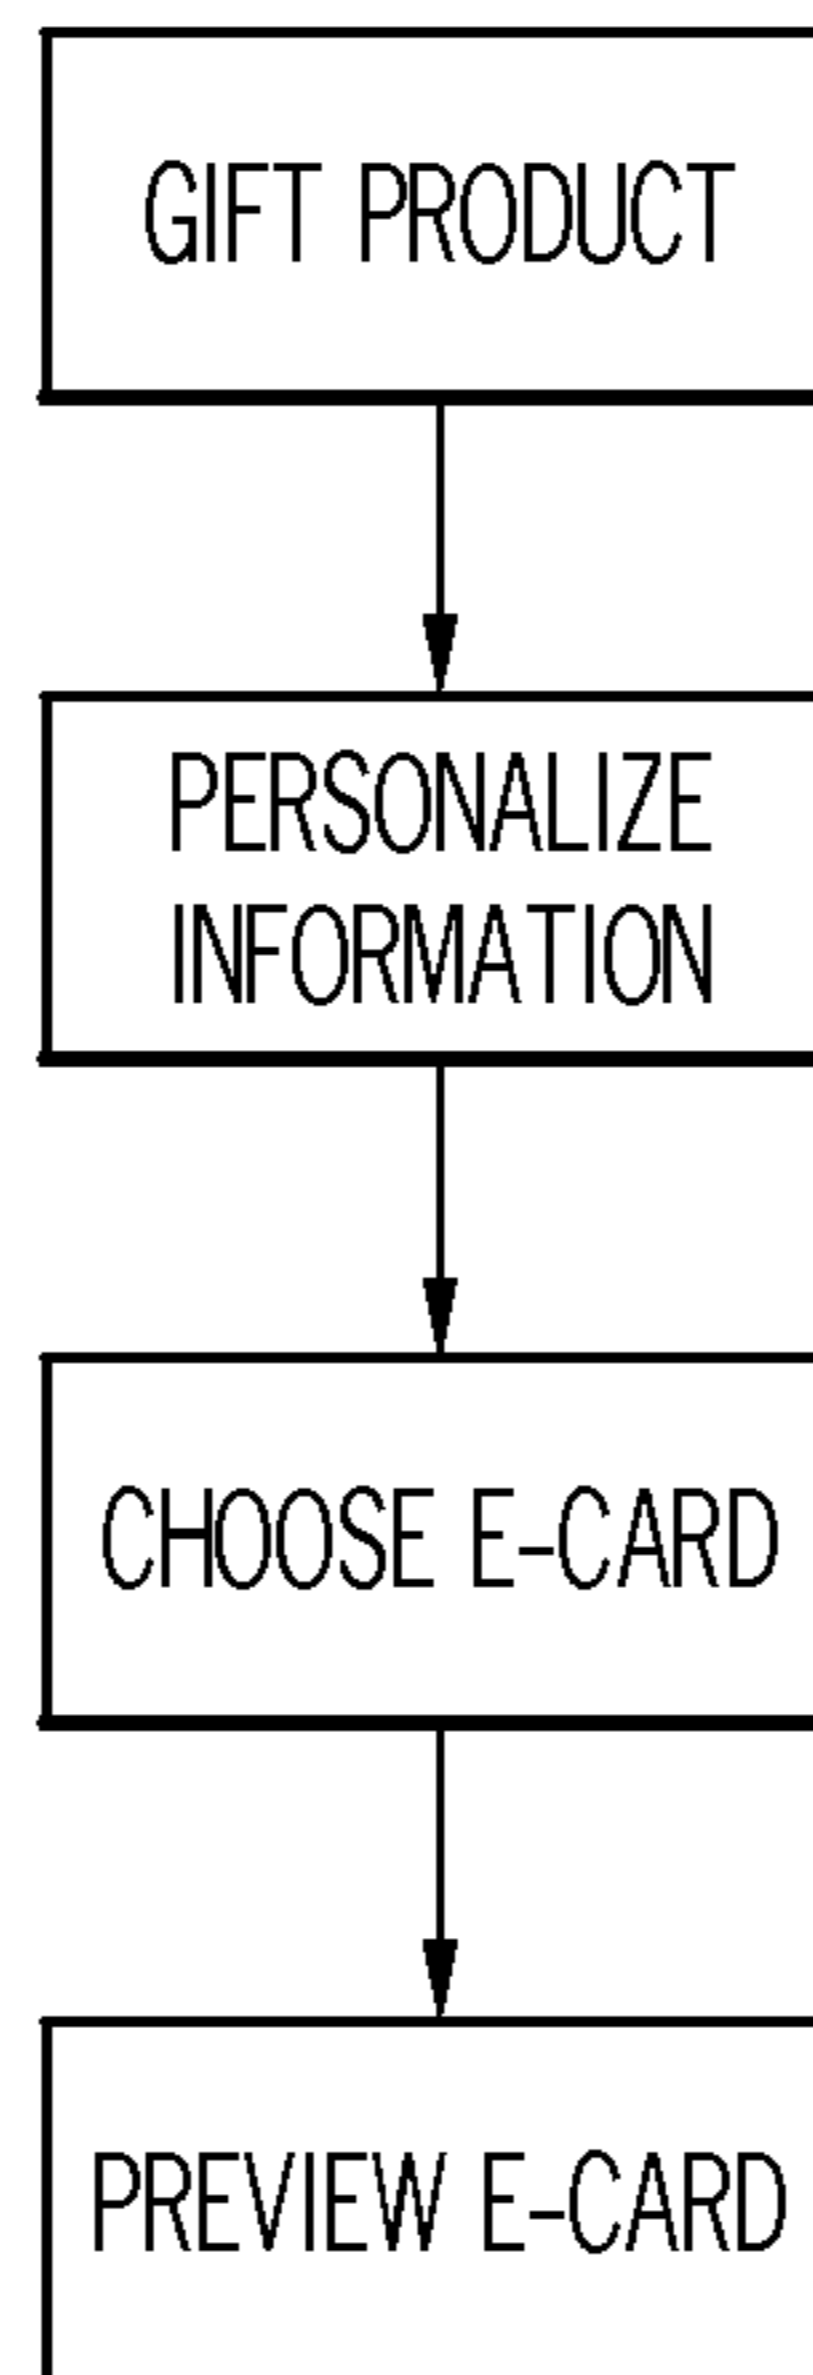 GIFT PRODUCT
PERSONALIZE
INFORMATION
CHOOSE E-CARD
PREVIEW E-CARD